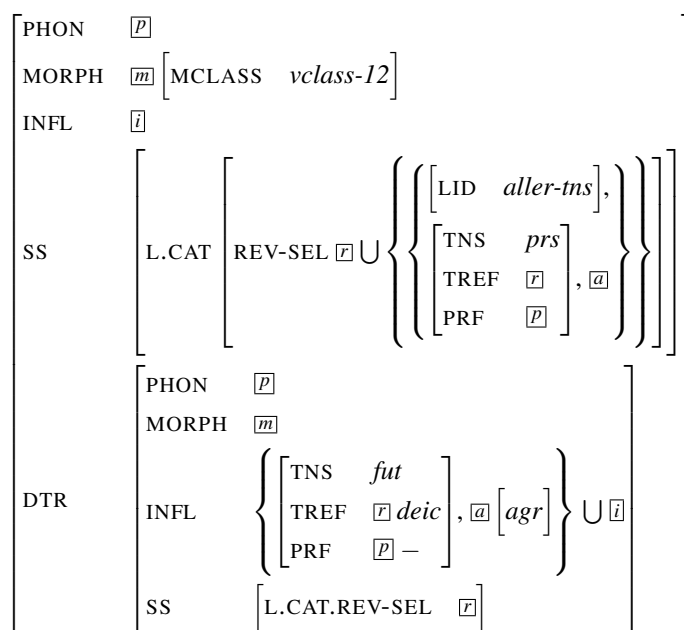 PHON p
MORPH m [MCLASS vclass-12]
INFL i
SS [L.CAT [REV-SEL r ∪ {{[LID aller-tns],
[TNS prs
TREF r
PRF p], a}}]]
DTR [PHON p
MORPH m
INFL {[TNS fut
TREF r deic
PRF p −], a [agr]} ∪ i
SS [L.CAT.REV-SEL r]]